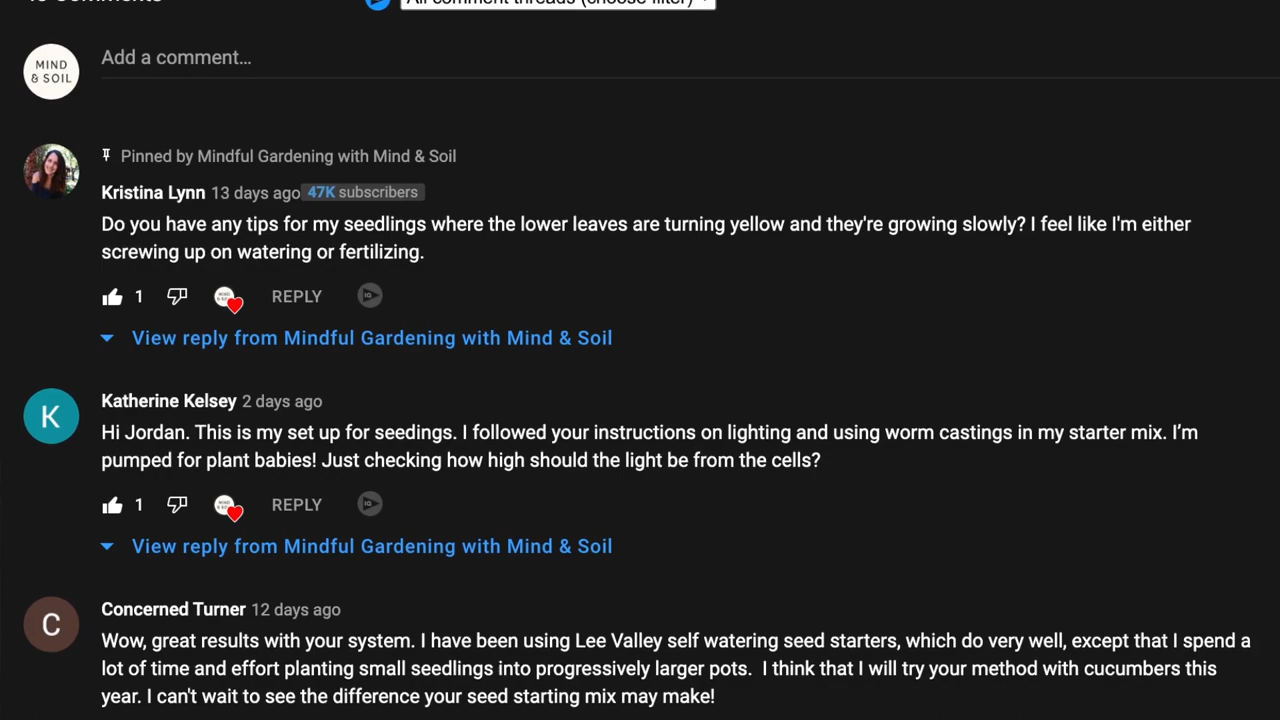 All comment threads (choose filter)
MIND
& SOIL
Add a comment...
Pinned by Mindful Gardening with Mind & Soil
Kristina Lynn 13 days ago 47K subscribers
Do you have any tips for my seedlings where the lower leaves are turning yellow and they're growing slowly? I feel like I'm either
screwing up on watering or fertilizing.
1 REPLY
View reply from Mindful Gardening with Mind & Soil
K
Katherine Kelsey 2 days ago
Hi Jordan. This is my set up for seedings. I followed your instructions on lighting and using worm castings in my starter mix. I’m
pumped for plant babies! Just checking how high should the light be from the cells?
1 REPLY
View reply from Mindful Gardening with Mind & Soil
C
Concerned Turner 12 days ago
Wow, great results with your system. I have been using Lee Valley self watering seed starters, which do very well, except that I spend a
lot of time and effort planting small seedlings into progressively larger pots.  I think that I will try your method with cucumbers this
year. I can't wait to see the difference your seed starting mix may make!